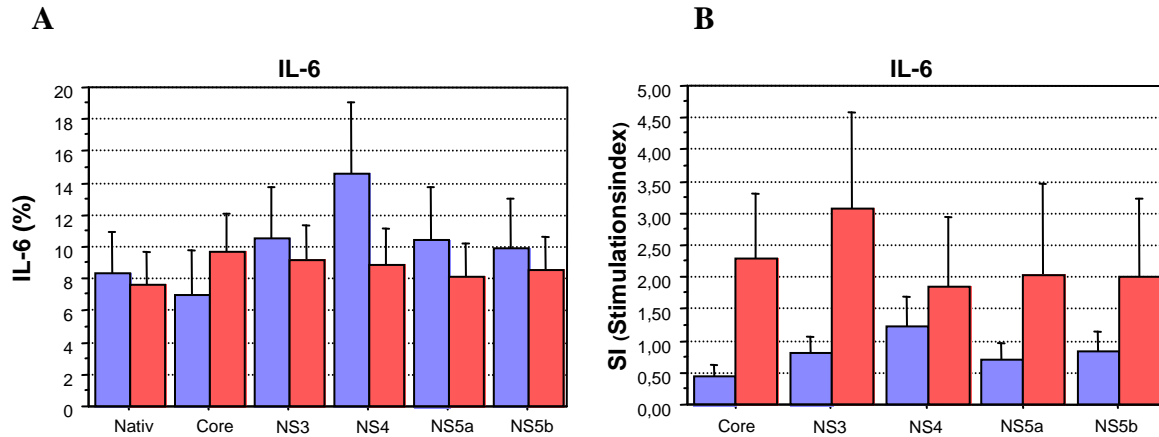 A
B
IL-6
IL-6 (%)
20
18
16
14
12
10
8
6
4
2
0
Nativ Core NS3 NS4 NS5a NS5b
IL-6
SI (Stimulationsindex)
5,00
4,50
4,00
3,50
3,00
2,50
2,00
1,50
1,00
0,50
0,00
Core NS3 NS4 NS5a NS5b